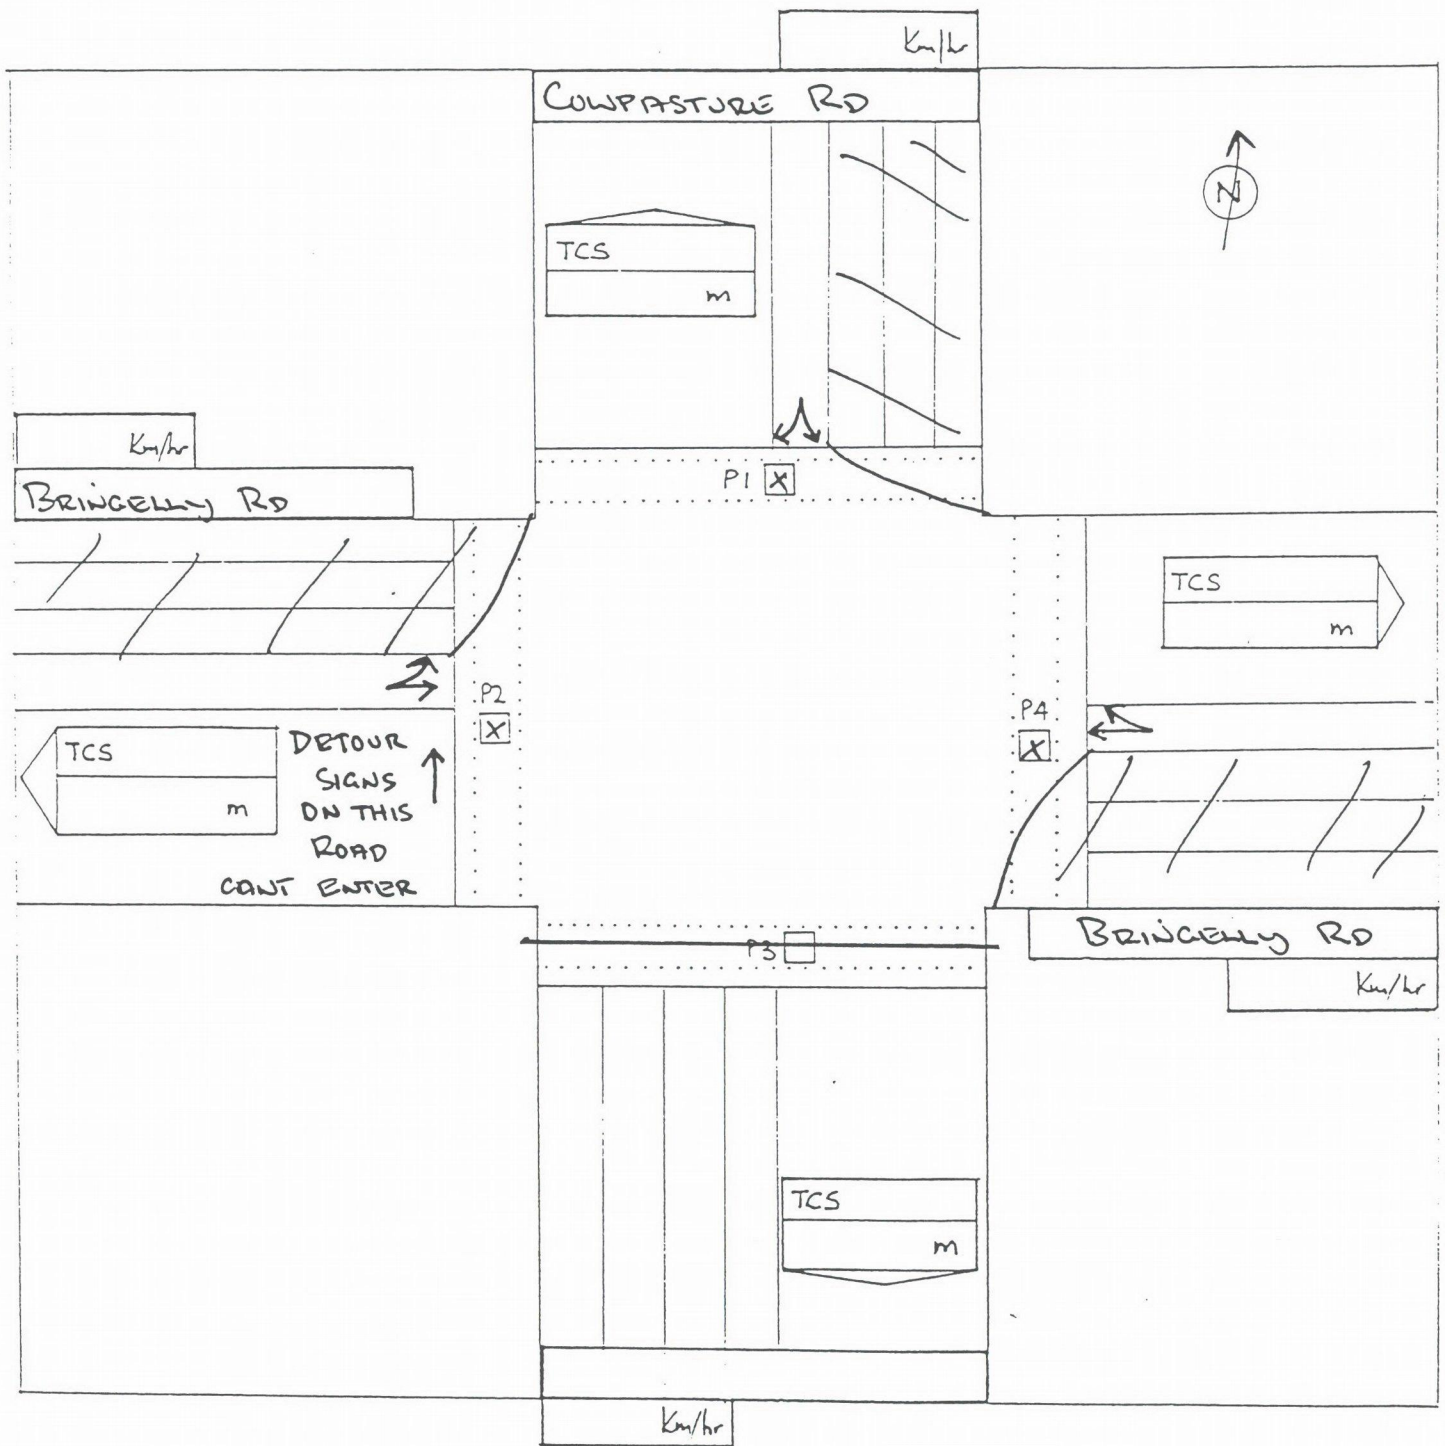 Km/hr
COWPASTURE RD
N
TCS
m
Km/hr
BRINGELLY RD
P1 X
TCS
m
P2
X
P4
X
TCS
m
DETOUR
SIGNS
ON THIS
ROAD
CANT ENTER
P3
BRINGELLY RD
Km/hr
TCS
m
Km/hr